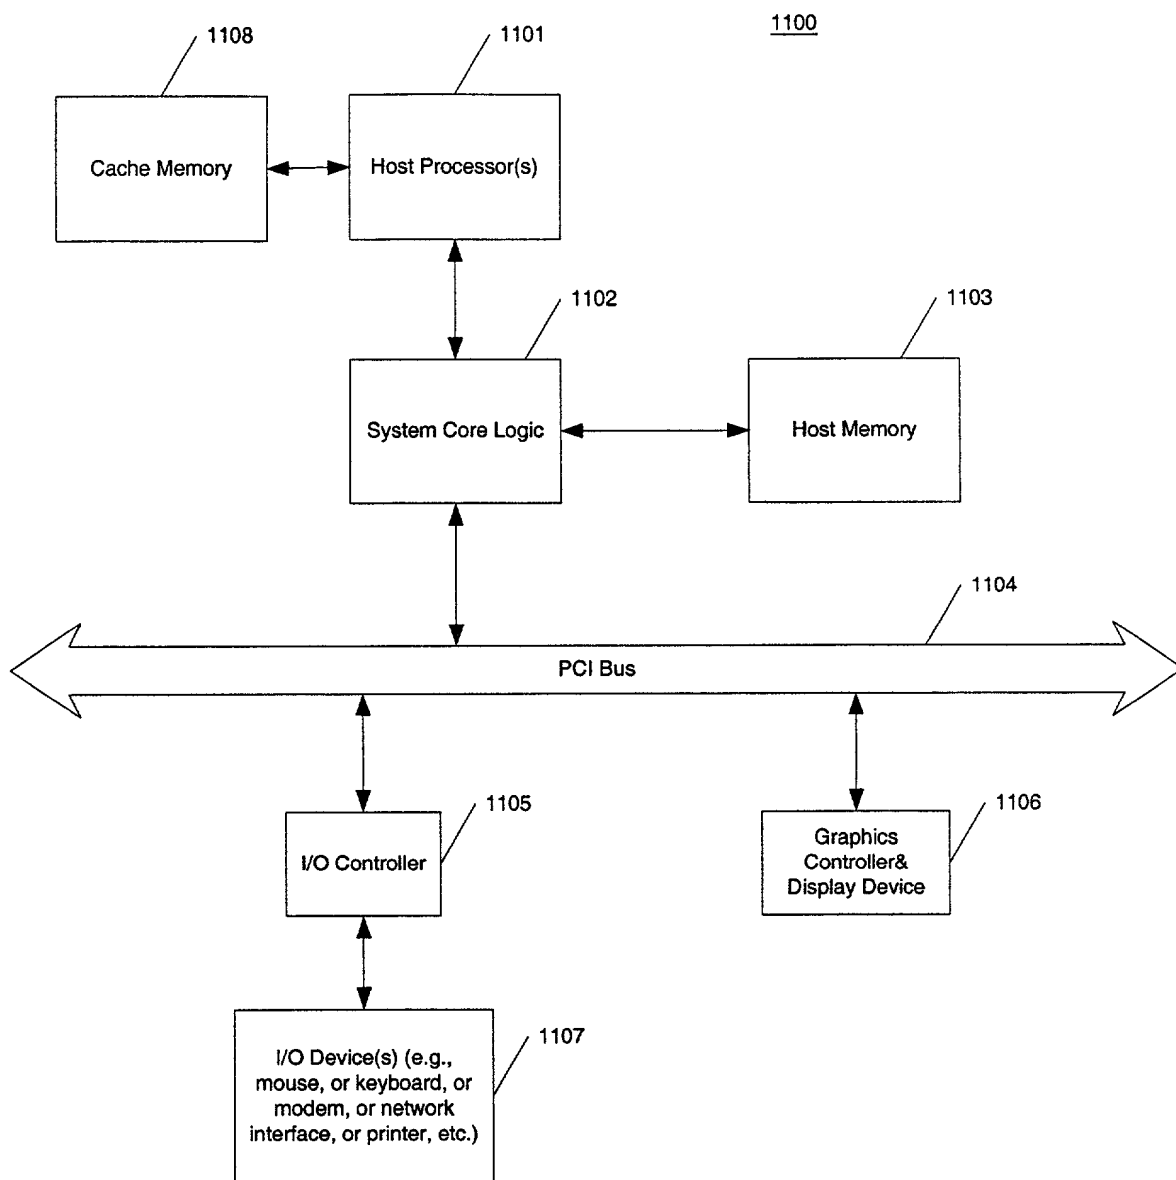 1100
1108
1101
Cache Memory
Host Processor(s)
1102
1103
System Core Logic
Host Memory
1104
PCI Bus
1105
1106
I/O Controller
Graphics
Controller&
Display Device
1107
I/O Device(s) (e.g.,
mouse, or keyboard, or
modem, or network
interface, or printer, etc.)